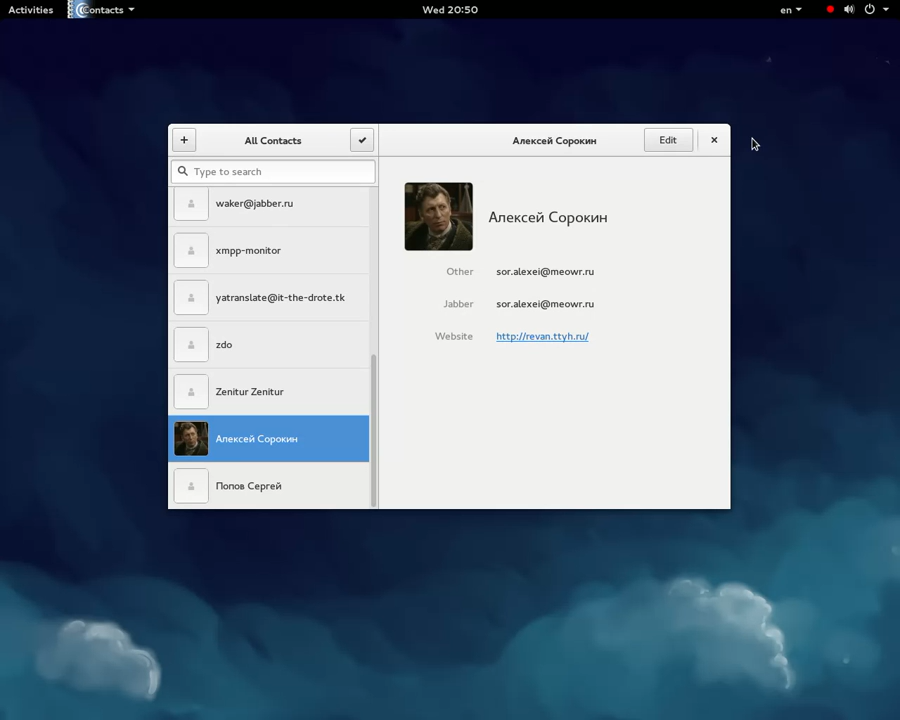 Activities
Contacts
Wed 20:50
en
All Contacts
Алексей Сорокин
Edit
Type to search
waker@jabber.ru
xmpp-monitor
yatranslate@it-the-drote.tk
zdo
Zenitur Zenitur
Алексей Сорокин
Попов Сергей
Алексей Сорокин
Other sor.alexei@meowr.ru
Jabber sor.alexei@meowr.ru
Website http://revan.ttyh.ru/